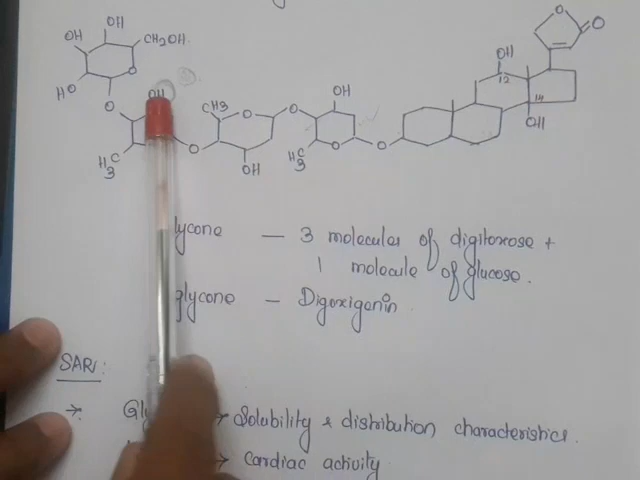 OH
OH
CH2OH
HO
O
O
OH
H3C
O
CH3
O
OH
O
OH
H3C
O
O
OH
12
14
OH
O
O
lycone — 3 molecules of digitoxose +
1 molecule of glucose.
glycone — Digoxigenin
SAR:
→ Gly → Solubility & distribution characteristics.
→ cardiac activity